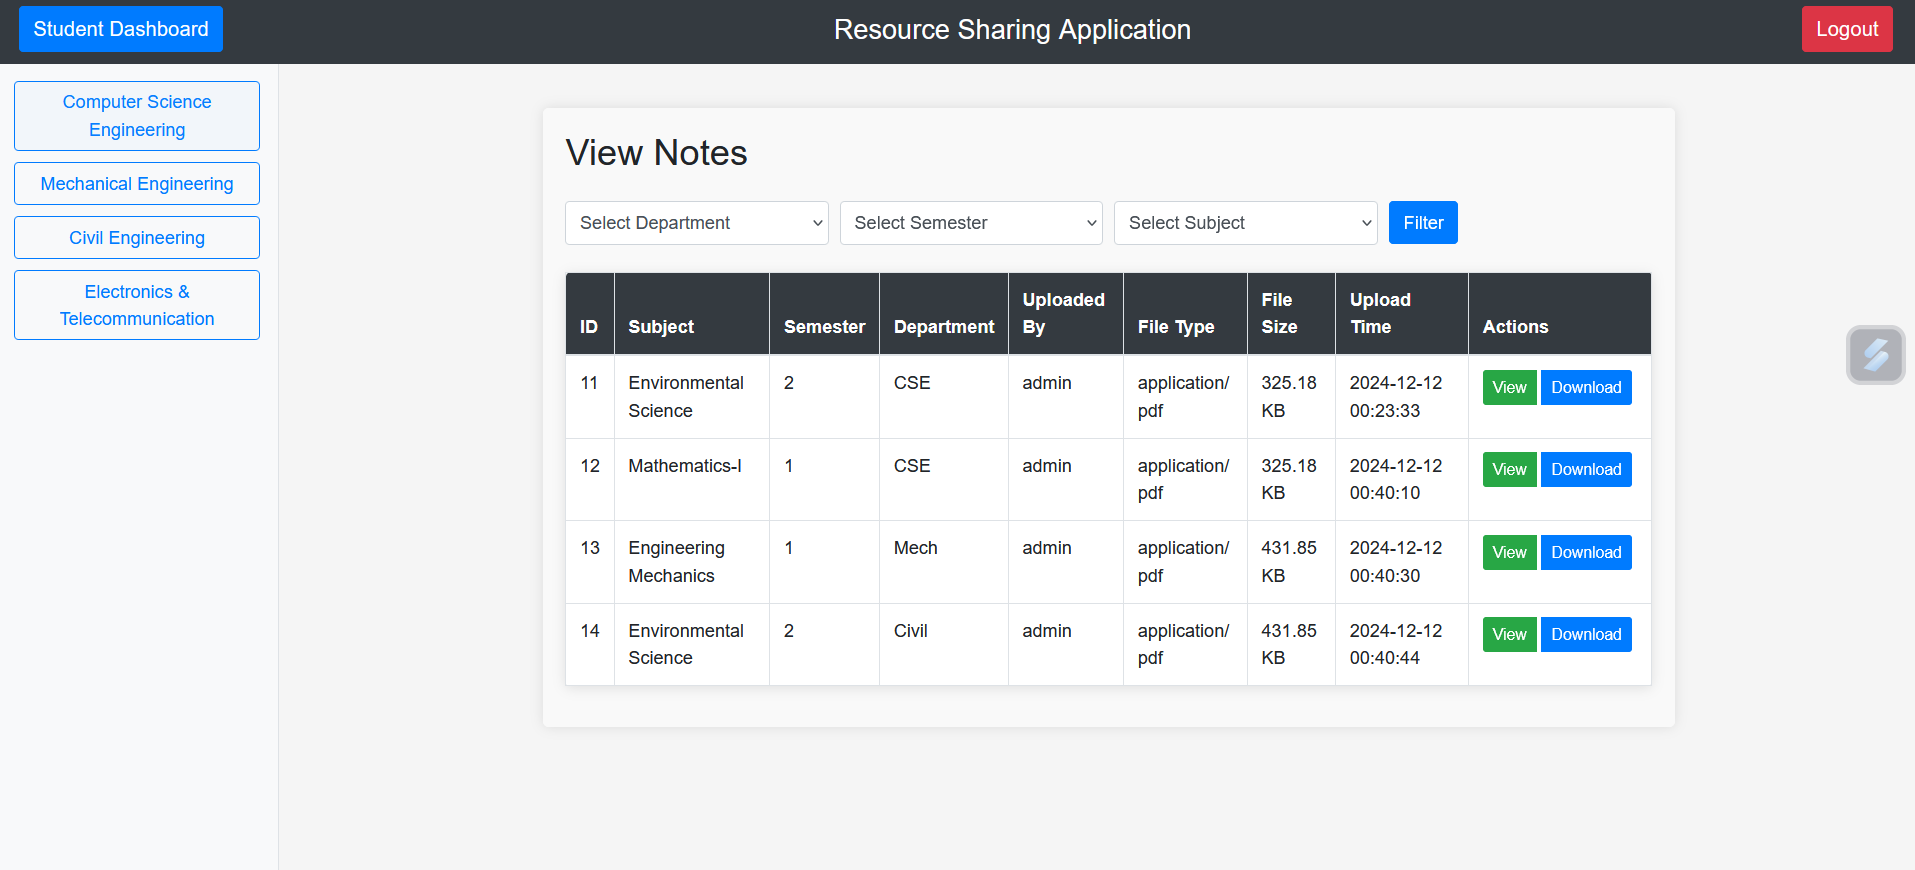 Student Dashboard
Resource Sharing Application
Logout
Computer Science
Engineering
Mechanical Engineering
Civil Engineering
Electronics &
Telecommunication
View Notes
Select Department
Select Semester
Select Subject
Filter
ID Subject Semester Department Uploaded By File Type File Size Upload Time Actions
11 Environmental Science 2 CSE admin application/pdf 325.18 KB 2024-12-12 00:23:33 View Download
12 Mathematics-I 1 CSE admin application/pdf 325.18 KB 2024-12-12 00:40:10 View Download
13 Engineering Mechanics 1 Mech admin application/pdf 431.85 KB 2024-12-12 00:40:30 View Download
14 Environmental Science 2 Civil admin application/pdf 431.85 KB 2024-12-12 00:40:44 View Download